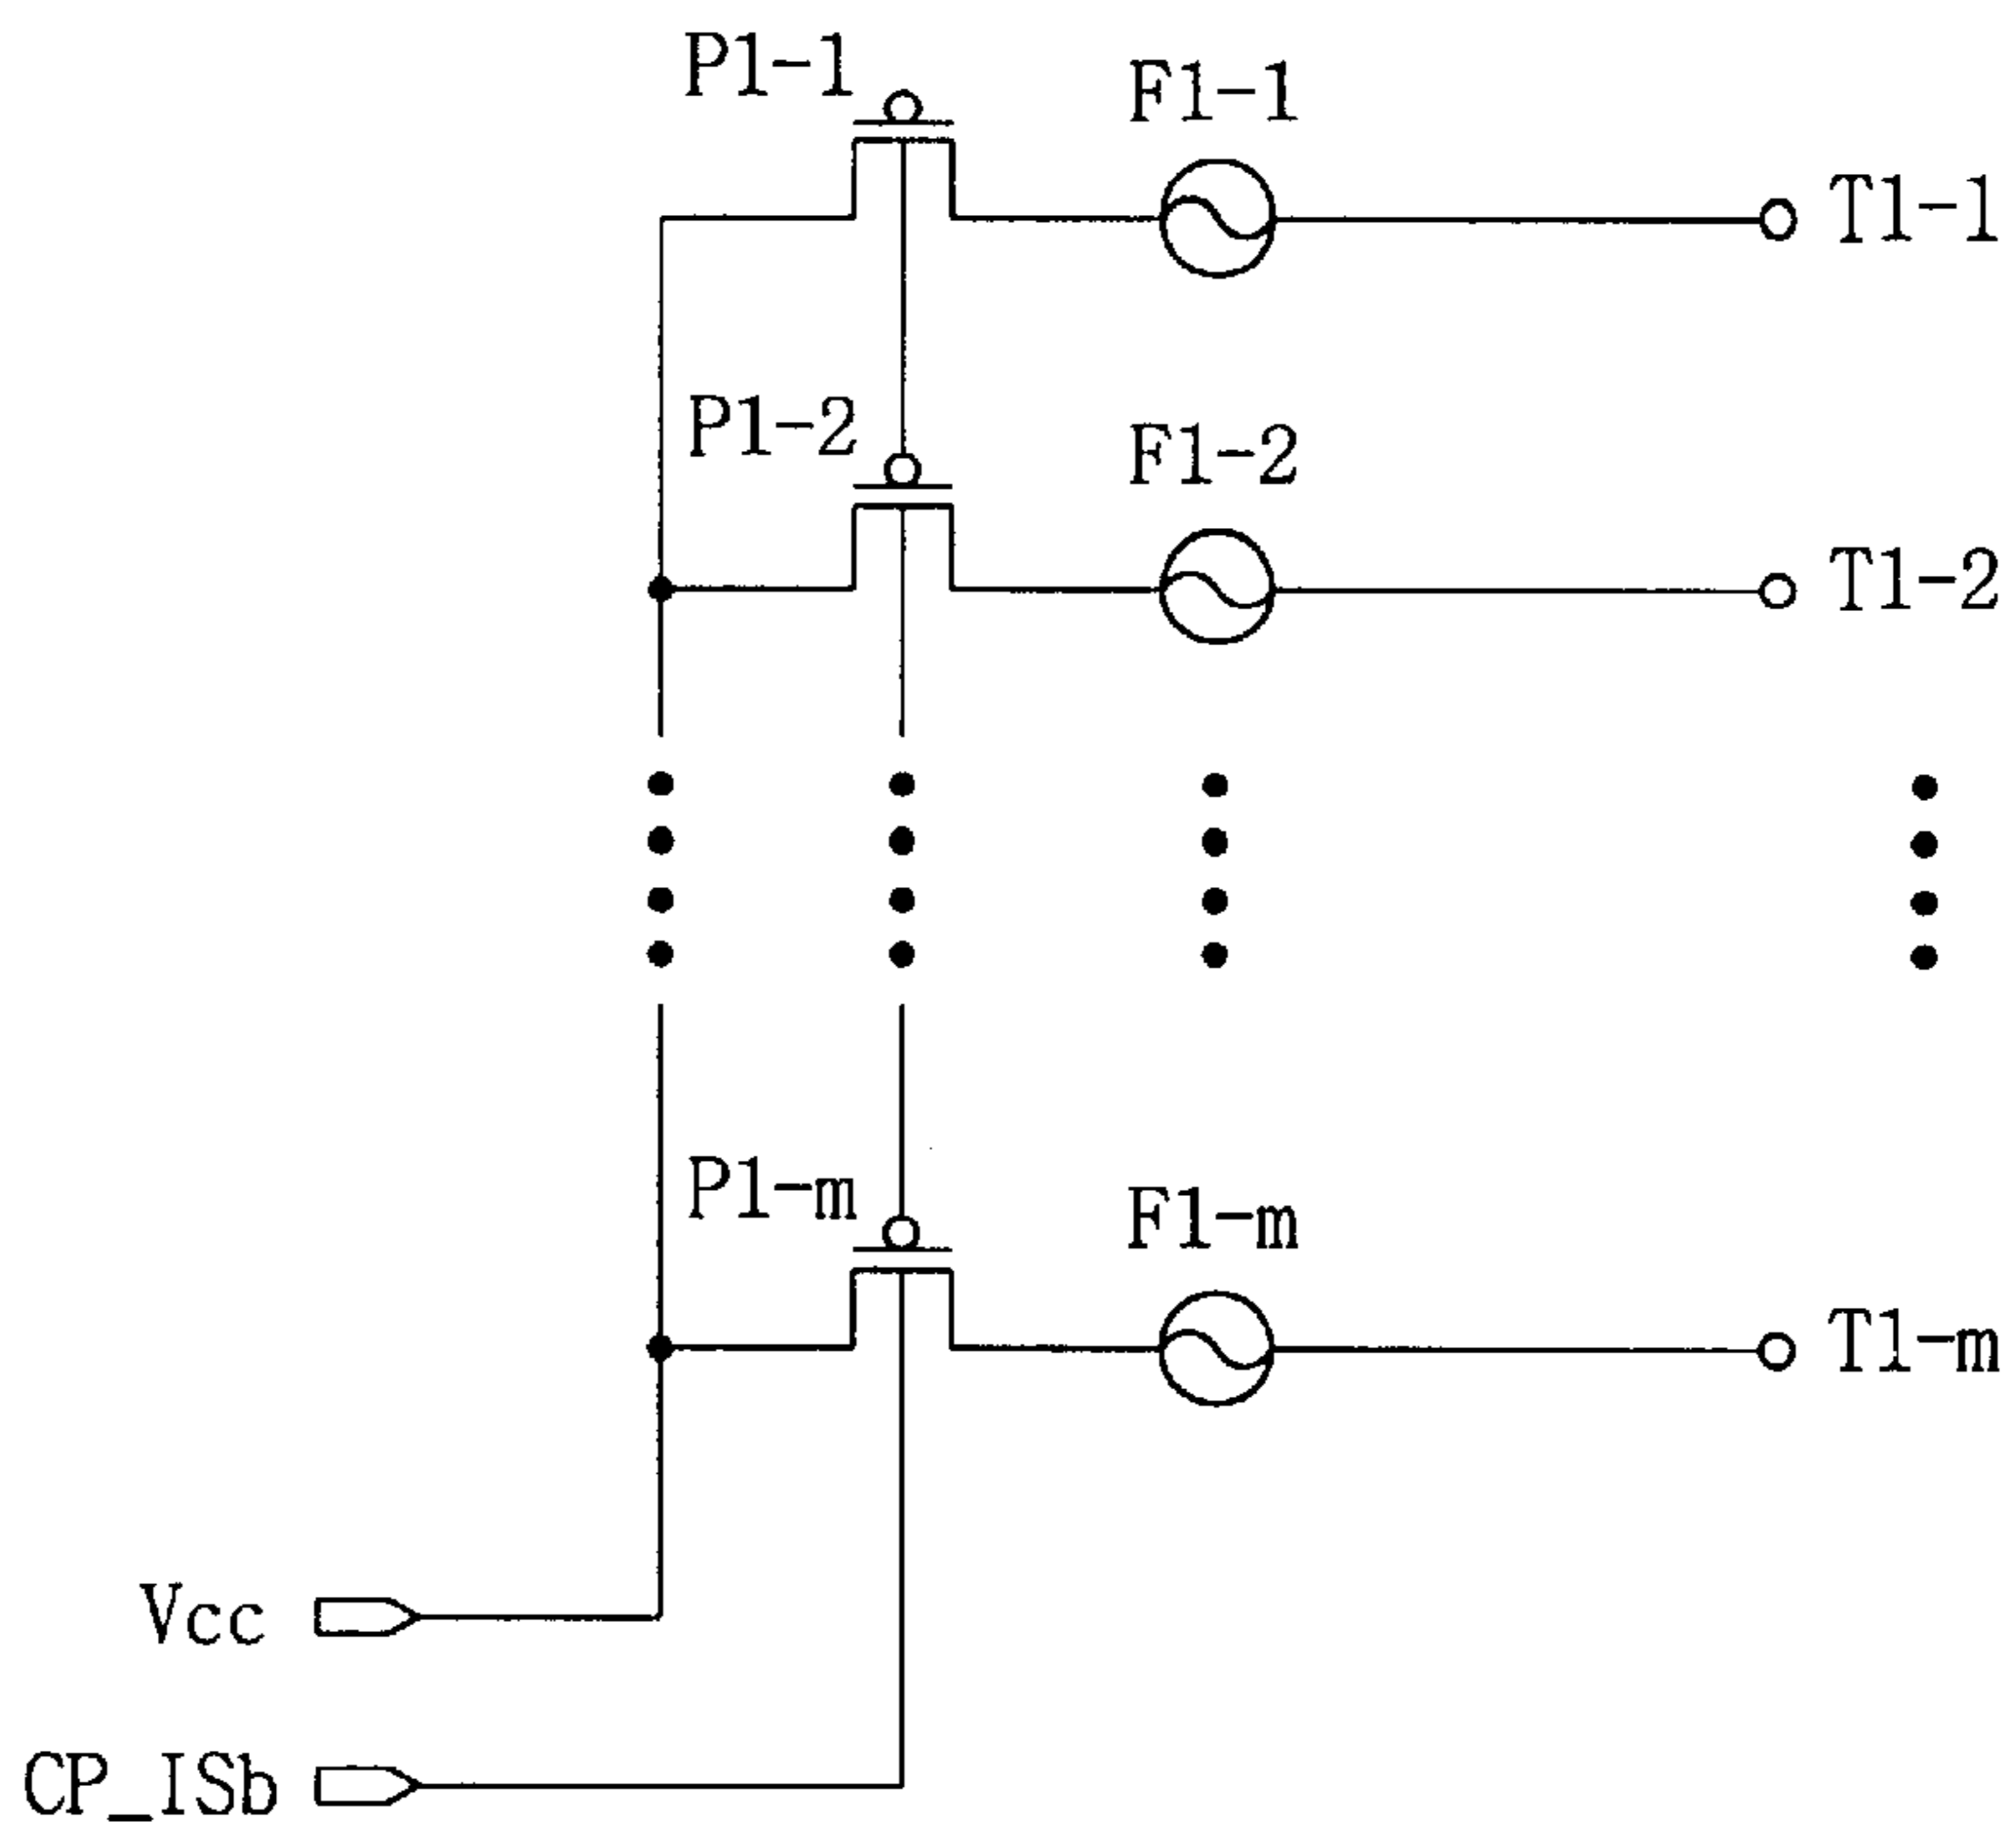 P1-1
F1-1
T1-1
P1-2
F1-2
T1-2
P1-m
F1-m
T1-m
Vcc
CP_ISb